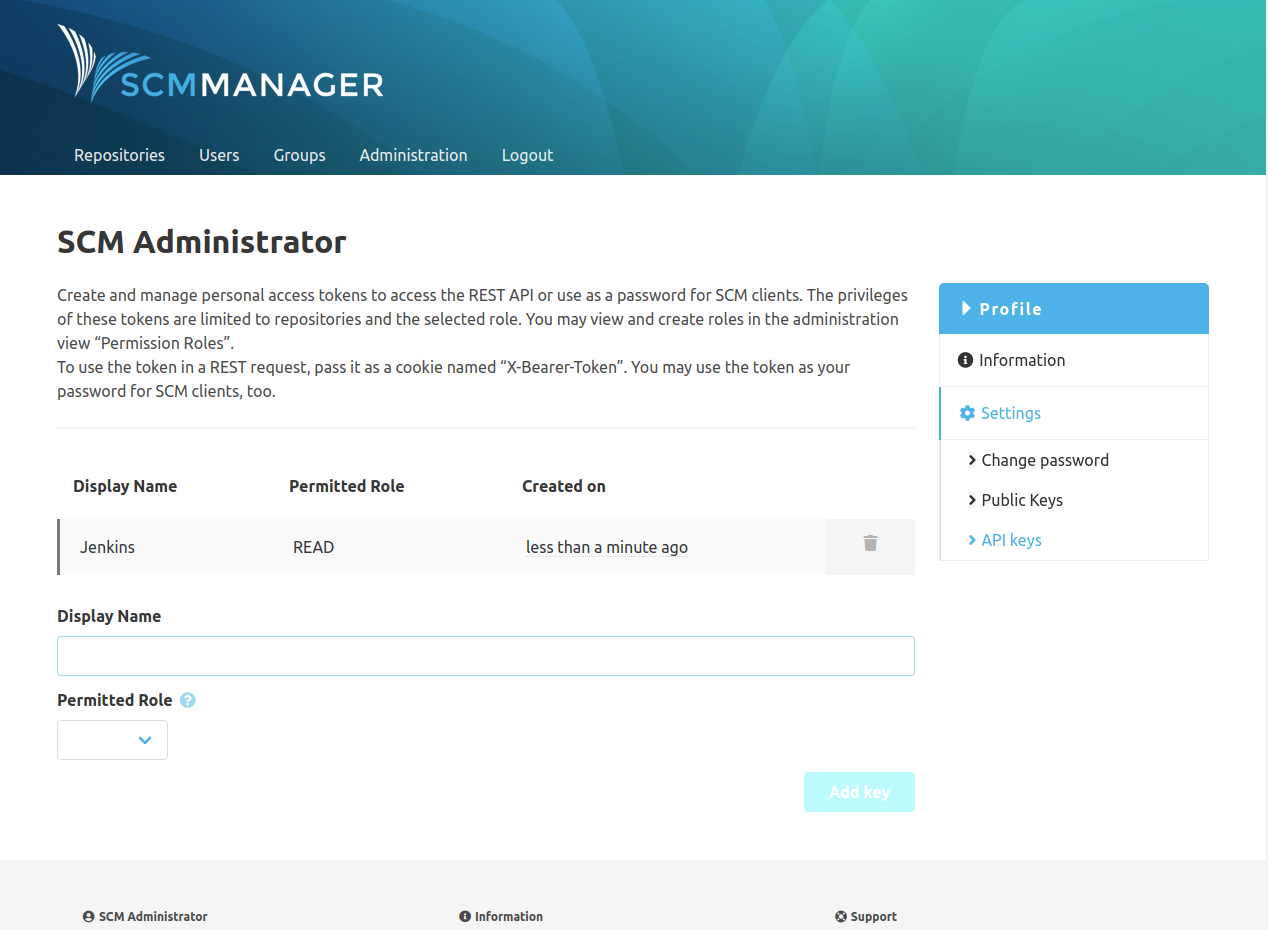 SCMMANAGER
Repositories Users Groups Administration Logout
SCM Administrator
Create and manage personal access tokens to access the REST API or use as a password for SCM clients. The privileges
of these tokens are limited to repositories and the selected role. You may view and create roles in the administration
view “Permission Roles”.
To use the token in a REST request, pass it as a cookie named “X-Bearer-Token”. You may use the token as your
password for SCM clients, too.
Profile
Information
Settings
Change password
Public Keys
API keys
Display Name Permitted Role Created on
Jenkins READ less than a minute ago
Display Name
Permitted Role
Add key
SCM Administrator Information Support